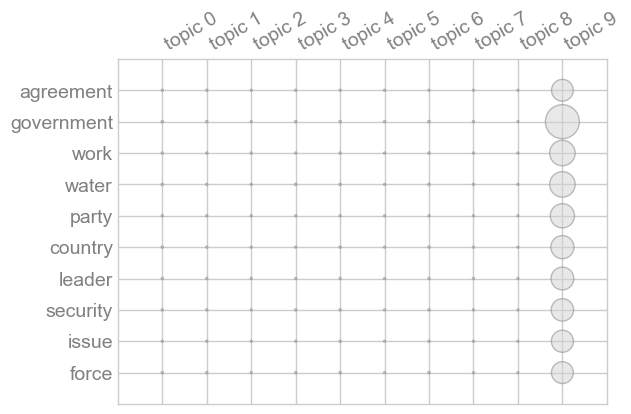 topic 0 topic 1 topic 2 topic 3 topic 4 topic 5 topic 6 topic 7 topic 8 topic 9
agreement
government
work
water
party
country
leader
security
issue
force